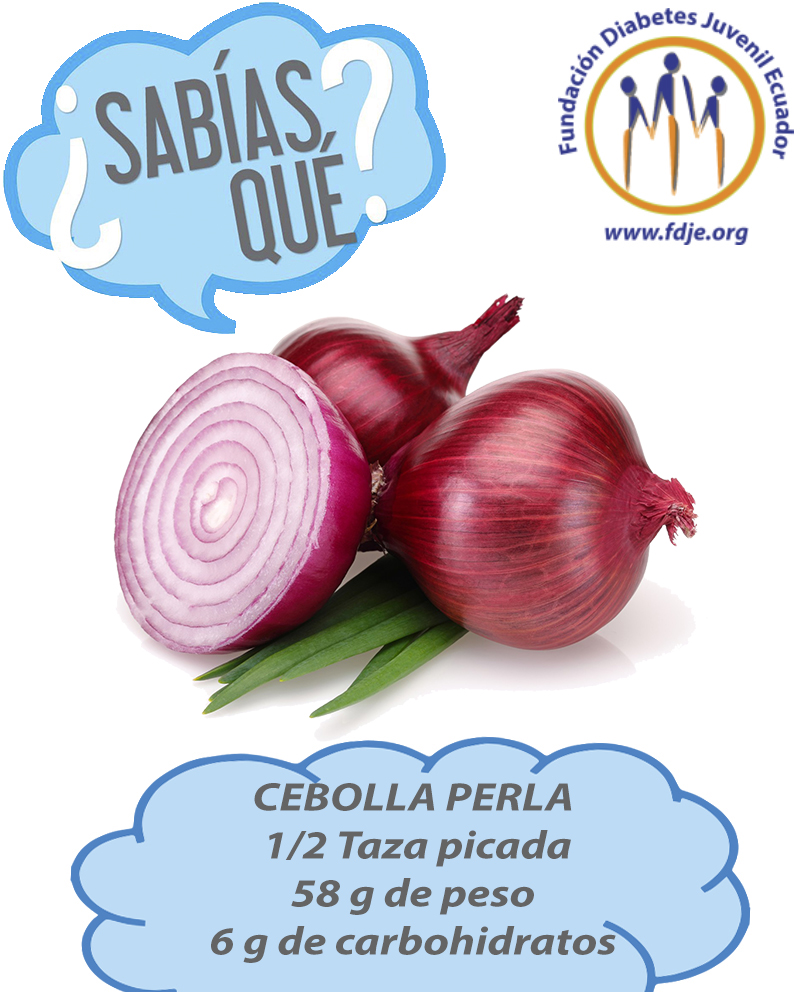 ¿SABÍAS
QUÉ?
Fundación Diabetes Juvenil Ecuador
www.fdje.org
CEBOLLA PERLA
1/2 Taza picada
58 g de peso
6 g de carbohidratos